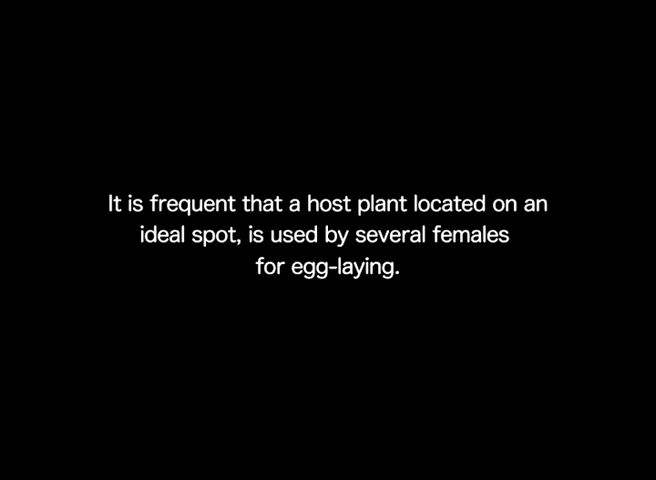 It is frequent that a host plant located on an
ideal spot, is used by several females
for egg-laying.